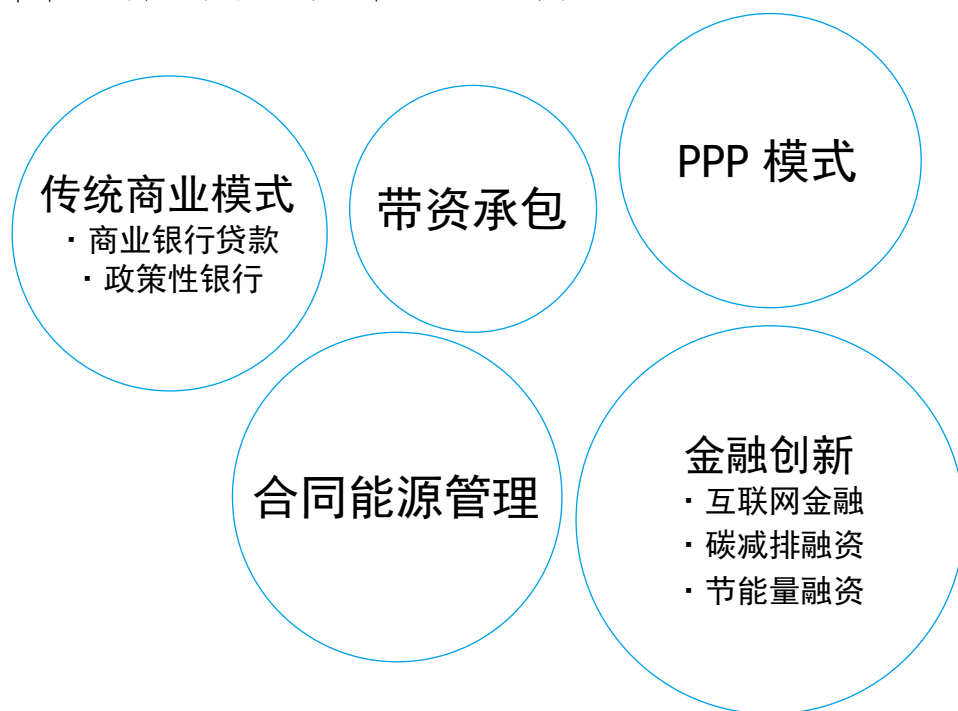 传统商业模式
· 商业银行贷款
· 政策性银行
带资承包
PPP 模式
合同能源管理
金融创新
· 互联网金融
· 碳减排融资
· 节能量融资